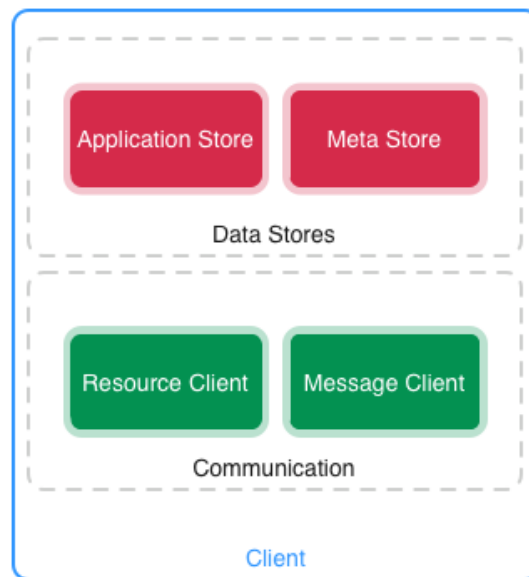 Application Store
Meta Store
Data Stores
Resource Client
Message Client
Communication
Client